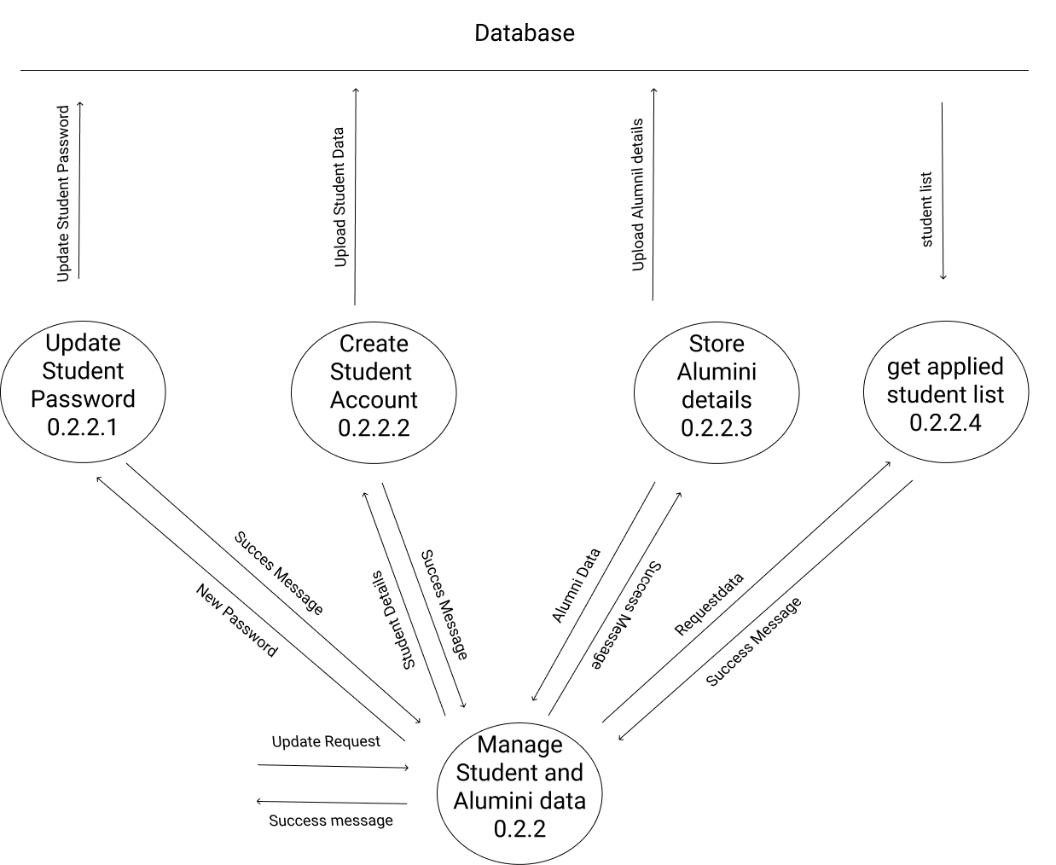 Database
Update Student Password
Upload Student Data
Upload Alumnil details
student list
Update
Student
Password
0.2.2.1
Create
Student
Account
0.2.2.2
Store
Alumini
details
0.2.2.3
get applied
student list
0.2.2.4
Succes Message
New Password
Student Details
Succes Message
Alumni Data
Success Message
Requestdata
Success Message
Update Request
Success message
Manage
Student and
Alumini data
0.2.2